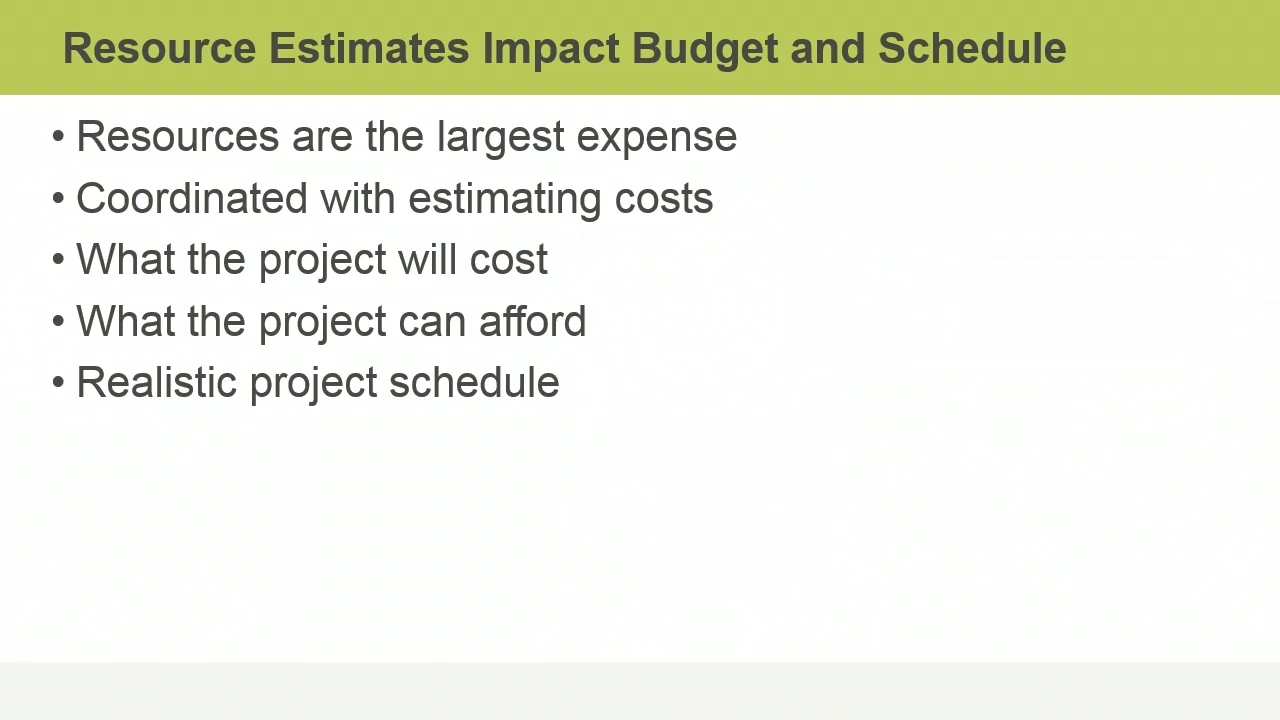 Resource Estimates Impact Budget and Schedule
• Resources are the largest expense
• Coordinated with estimating costs
• What the project will cost
• What the project can afford
• Realistic project schedule